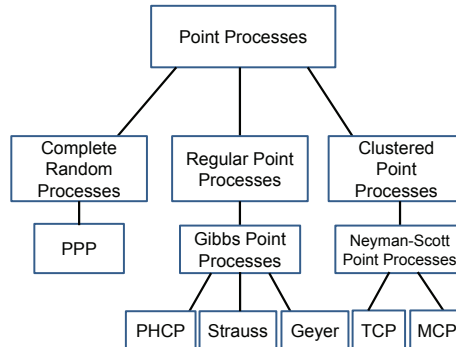 Point Processes
Complete
Random
Processes
Regular Point
Processes
Clustered
Point
Processes
PPP
Gibbs Point
Processes
Neyman-Scott
Point Processes
PHCP
Strauss
Geyer
TCP
MCP